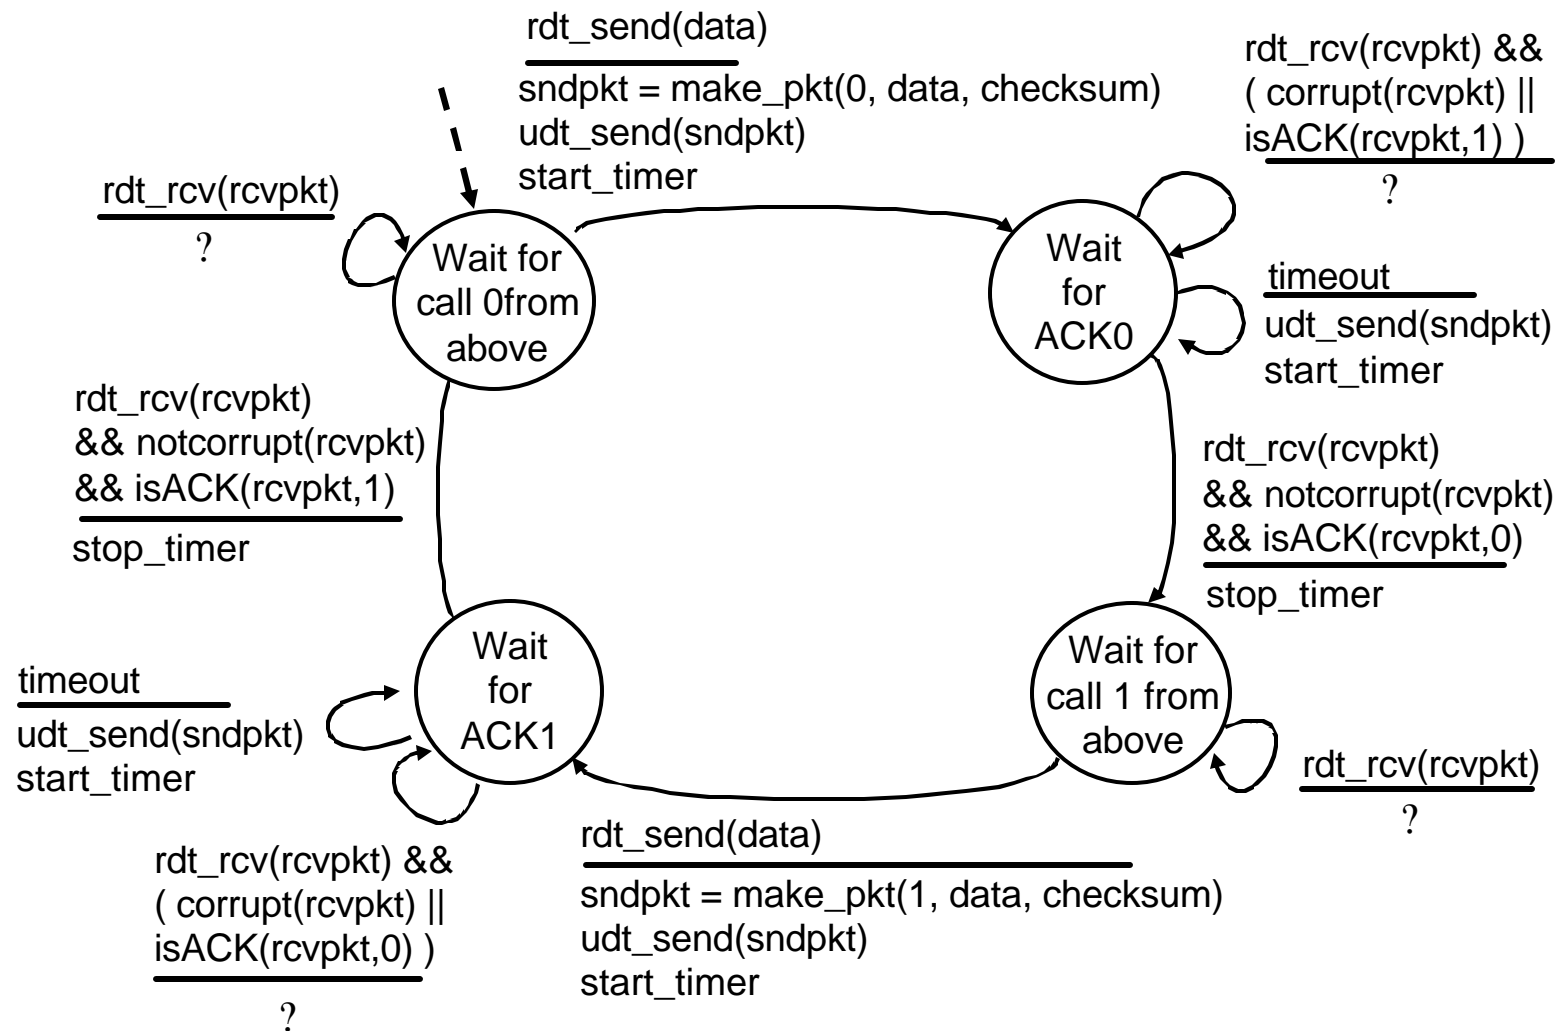 rdt_send(data)
sndpkt = make_pkt(0, data, checksum)
udt_send(sndpkt)
start_timer
rdt_rcv(rcvpkt) &&
( corrupt(rcvpkt) ||
isACK(rcvpkt,1) )
?
rdt_rcv(rcvpkt)
?
Wait for
call 0from
above
Wait
for
ACK0
timeout
udt_send(sndpkt)
start_timer
rdt_rcv(rcvpkt)
&& notcorrupt(rcvpkt)
&& isACK(rcvpkt,1)
stop_timer
rdt_rcv(rcvpkt)
&& notcorrupt(rcvpkt)
&& isACK(rcvpkt,0)
stop_timer
Wait
for
ACK1
Wait for
call 1 from
above
timeout
udt_send(sndpkt)
start_timer
rdt_rcv(rcvpkt)
?
rdt_rcv(rcvpkt) &&
( corrupt(rcvpkt) ||
isACK(rcvpkt,0) )
?
rdt_send(data)
sndpkt = make_pkt(1, data, checksum)
udt_send(sndpkt)
start_timer